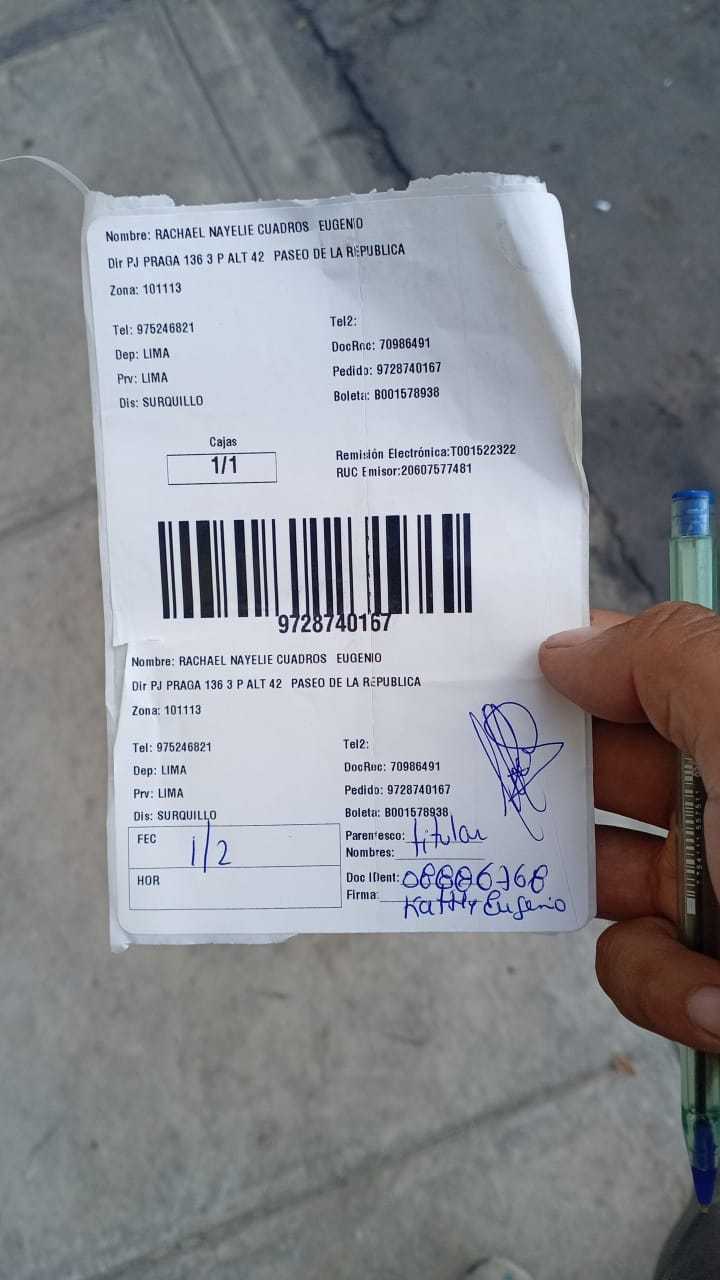 Nombre: RACHAEL NAYELIE CUADROS EUGENIO
Dir PJ PRAGA 136 3 P ALT 42 PASEO DE LA REPUBLICA
Zona: 101113
Tel: 975246821 Tel2:
Dep: LIMA DocRuc: 70986491
Prv: LIMA Pedido: 9728740167
Dis: SURQUILLO Boleta: B001578938
Cajas
1/1
Remisión Electrónica:T001522322
RUC Emisor:20607577481
9728740167
Nombre: RACHAEL NAYELIE CUADROS EUGENIO
Dir PJ PRAGA 136 3 P ALT 42 PASEO DE LA REPUBLICA
Zona: 101113
Tel: 975246821 Tel2:
Dep: LIMA DocRuc: 70986491
Prv: LIMA Pedido: 9728740167
Dis: SURQUILLO Boleta: B001578938
FEC 1/2
HOR
Parentesco: titular
Nombres:
Doc IDent:
Firma: Kathy Eugenio